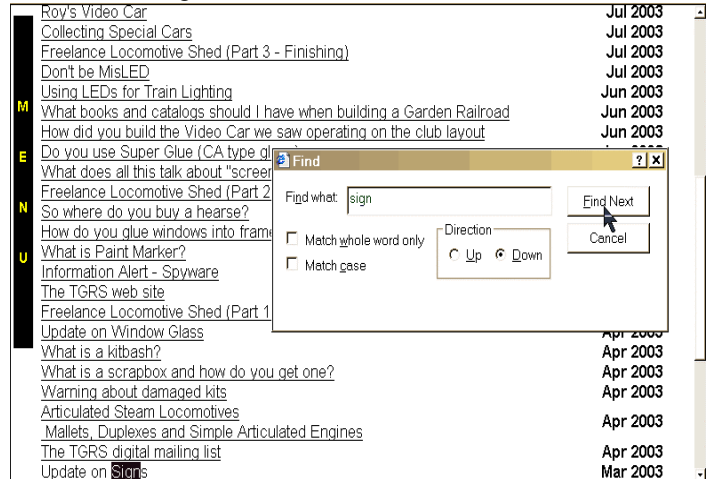 Roy's Video Car Jul 2003
Collecting Special Cars Jul 2003
Freelance Locomotive Shed (Part 3 - Finishing) Jul 2003
Don't be MisLED Jul 2003
Using LEDs for Train Lighting Jun 2003
What books and catalogs should I have when building a Garden Railroad Jun 2003
How did you build the Video Car we saw operating on the club layout Jun 2003
Do you use Super Glue (CA type
What does all this talk about "screen
Freelance Locomotive Shed (Part 2
So where do you buy a hearse?
How do you glue windows into frame
What is Paint Marker?
Information Alert - Spyware
The TGRS web site
Freelance Locomotive Shed (Part 1
Update on Window Glass Apr 2003
What is a kitbash? Apr 2003
What is a scrapbox and how do you get one? Apr 2003
Warning about damaged kits Apr 2003
Articulated Steam Locomotives
Mallets, Duplexes and Simple Articulated Engines Apr 2003
The TGRS digital mailing list Apr 2003
Update on Signs Mar 2003
M
E
N
U
Find ? X
Find what: sign Find Next
Match whole word only Direction Cancel
Match case Up Down